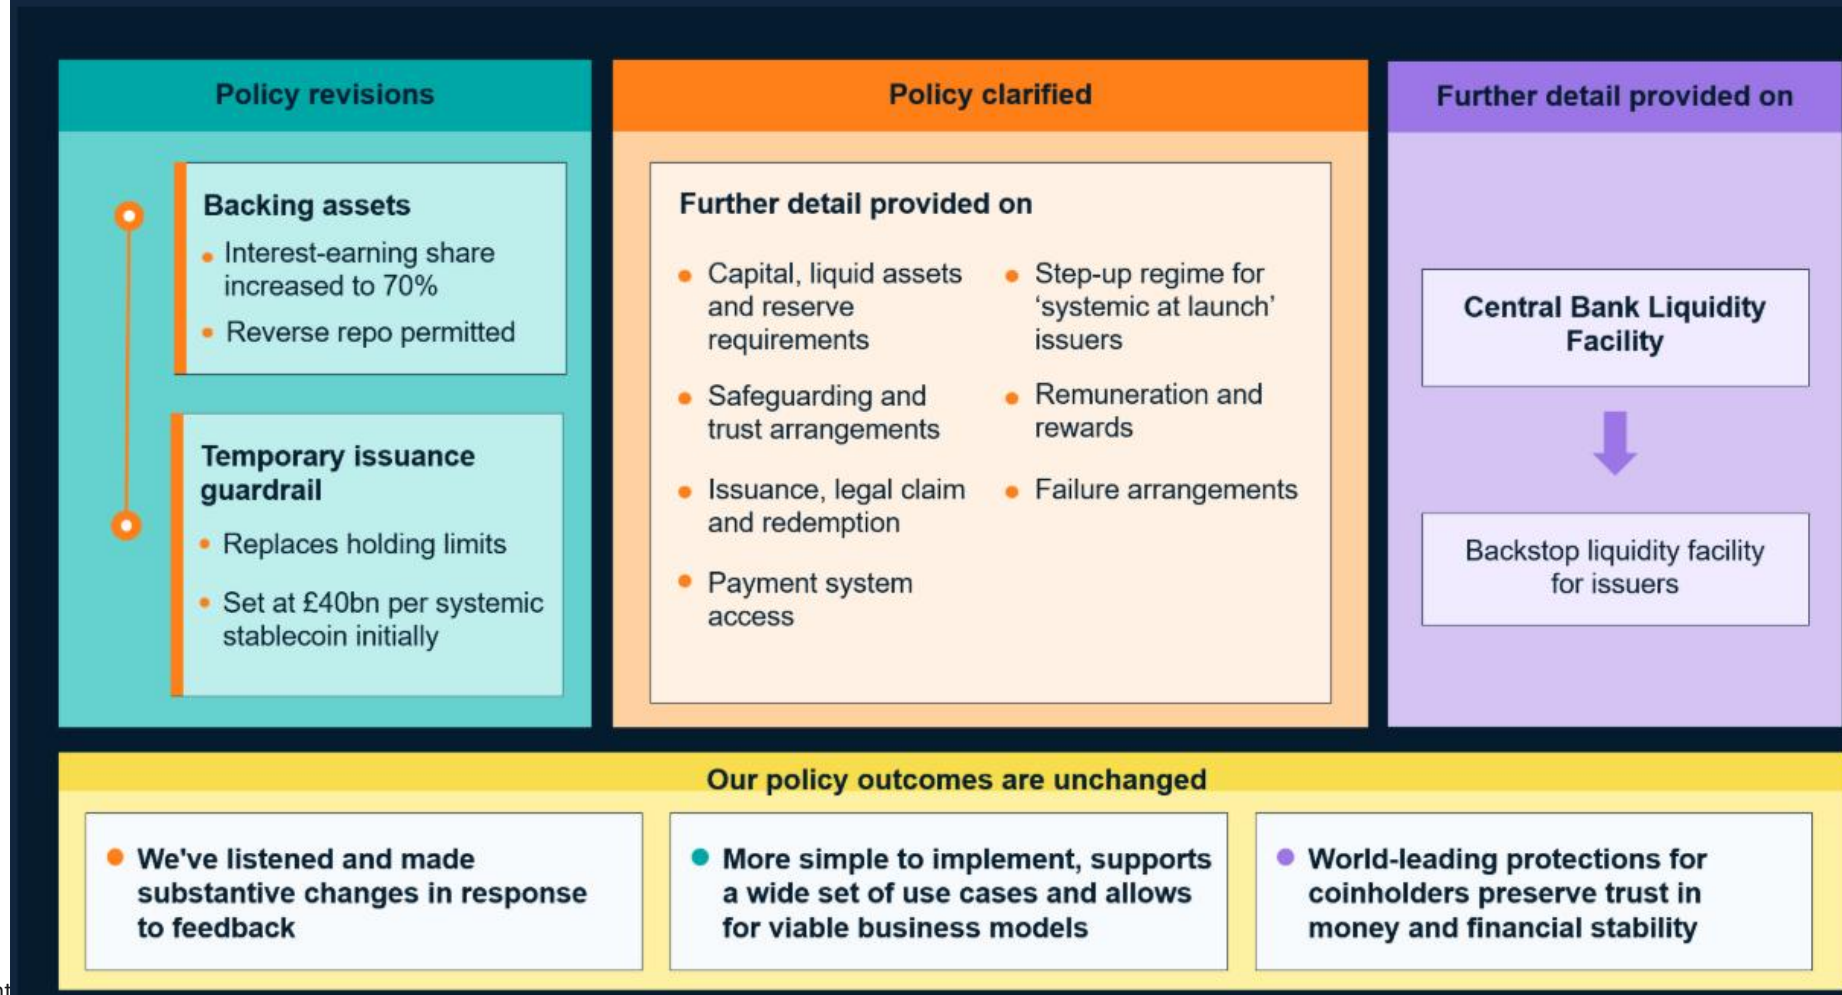 Policy revisions
Backing assets
Interest-earning share
increased to 70%
Reverse repo permitted
Temporary issuance
guardrail
Replaces holding limits
Set at £40bn per systemic
stablecoin initially
Policy clarified
Further detail provided on
Capital, liquid assets
and reserve
requirements
Safeguarding and
trust arrangements
Issuance, legal claim
and redemption
Payment system
access
Step-up regime for
‘systemic at launch’
issuers
Remuneration and
rewards
Failure arrangements
Further detail provided on
Central Bank Liquidity
Facility
Backstop liquidity facility
for issuers
Our policy outcomes are unchanged
We've listened and made
substantive changes in response
to feedback
More simple to implement, supports
a wide set of use cases and allows
for viable business models
World-leading protections for
coinholders preserve trust in
money and financial stability